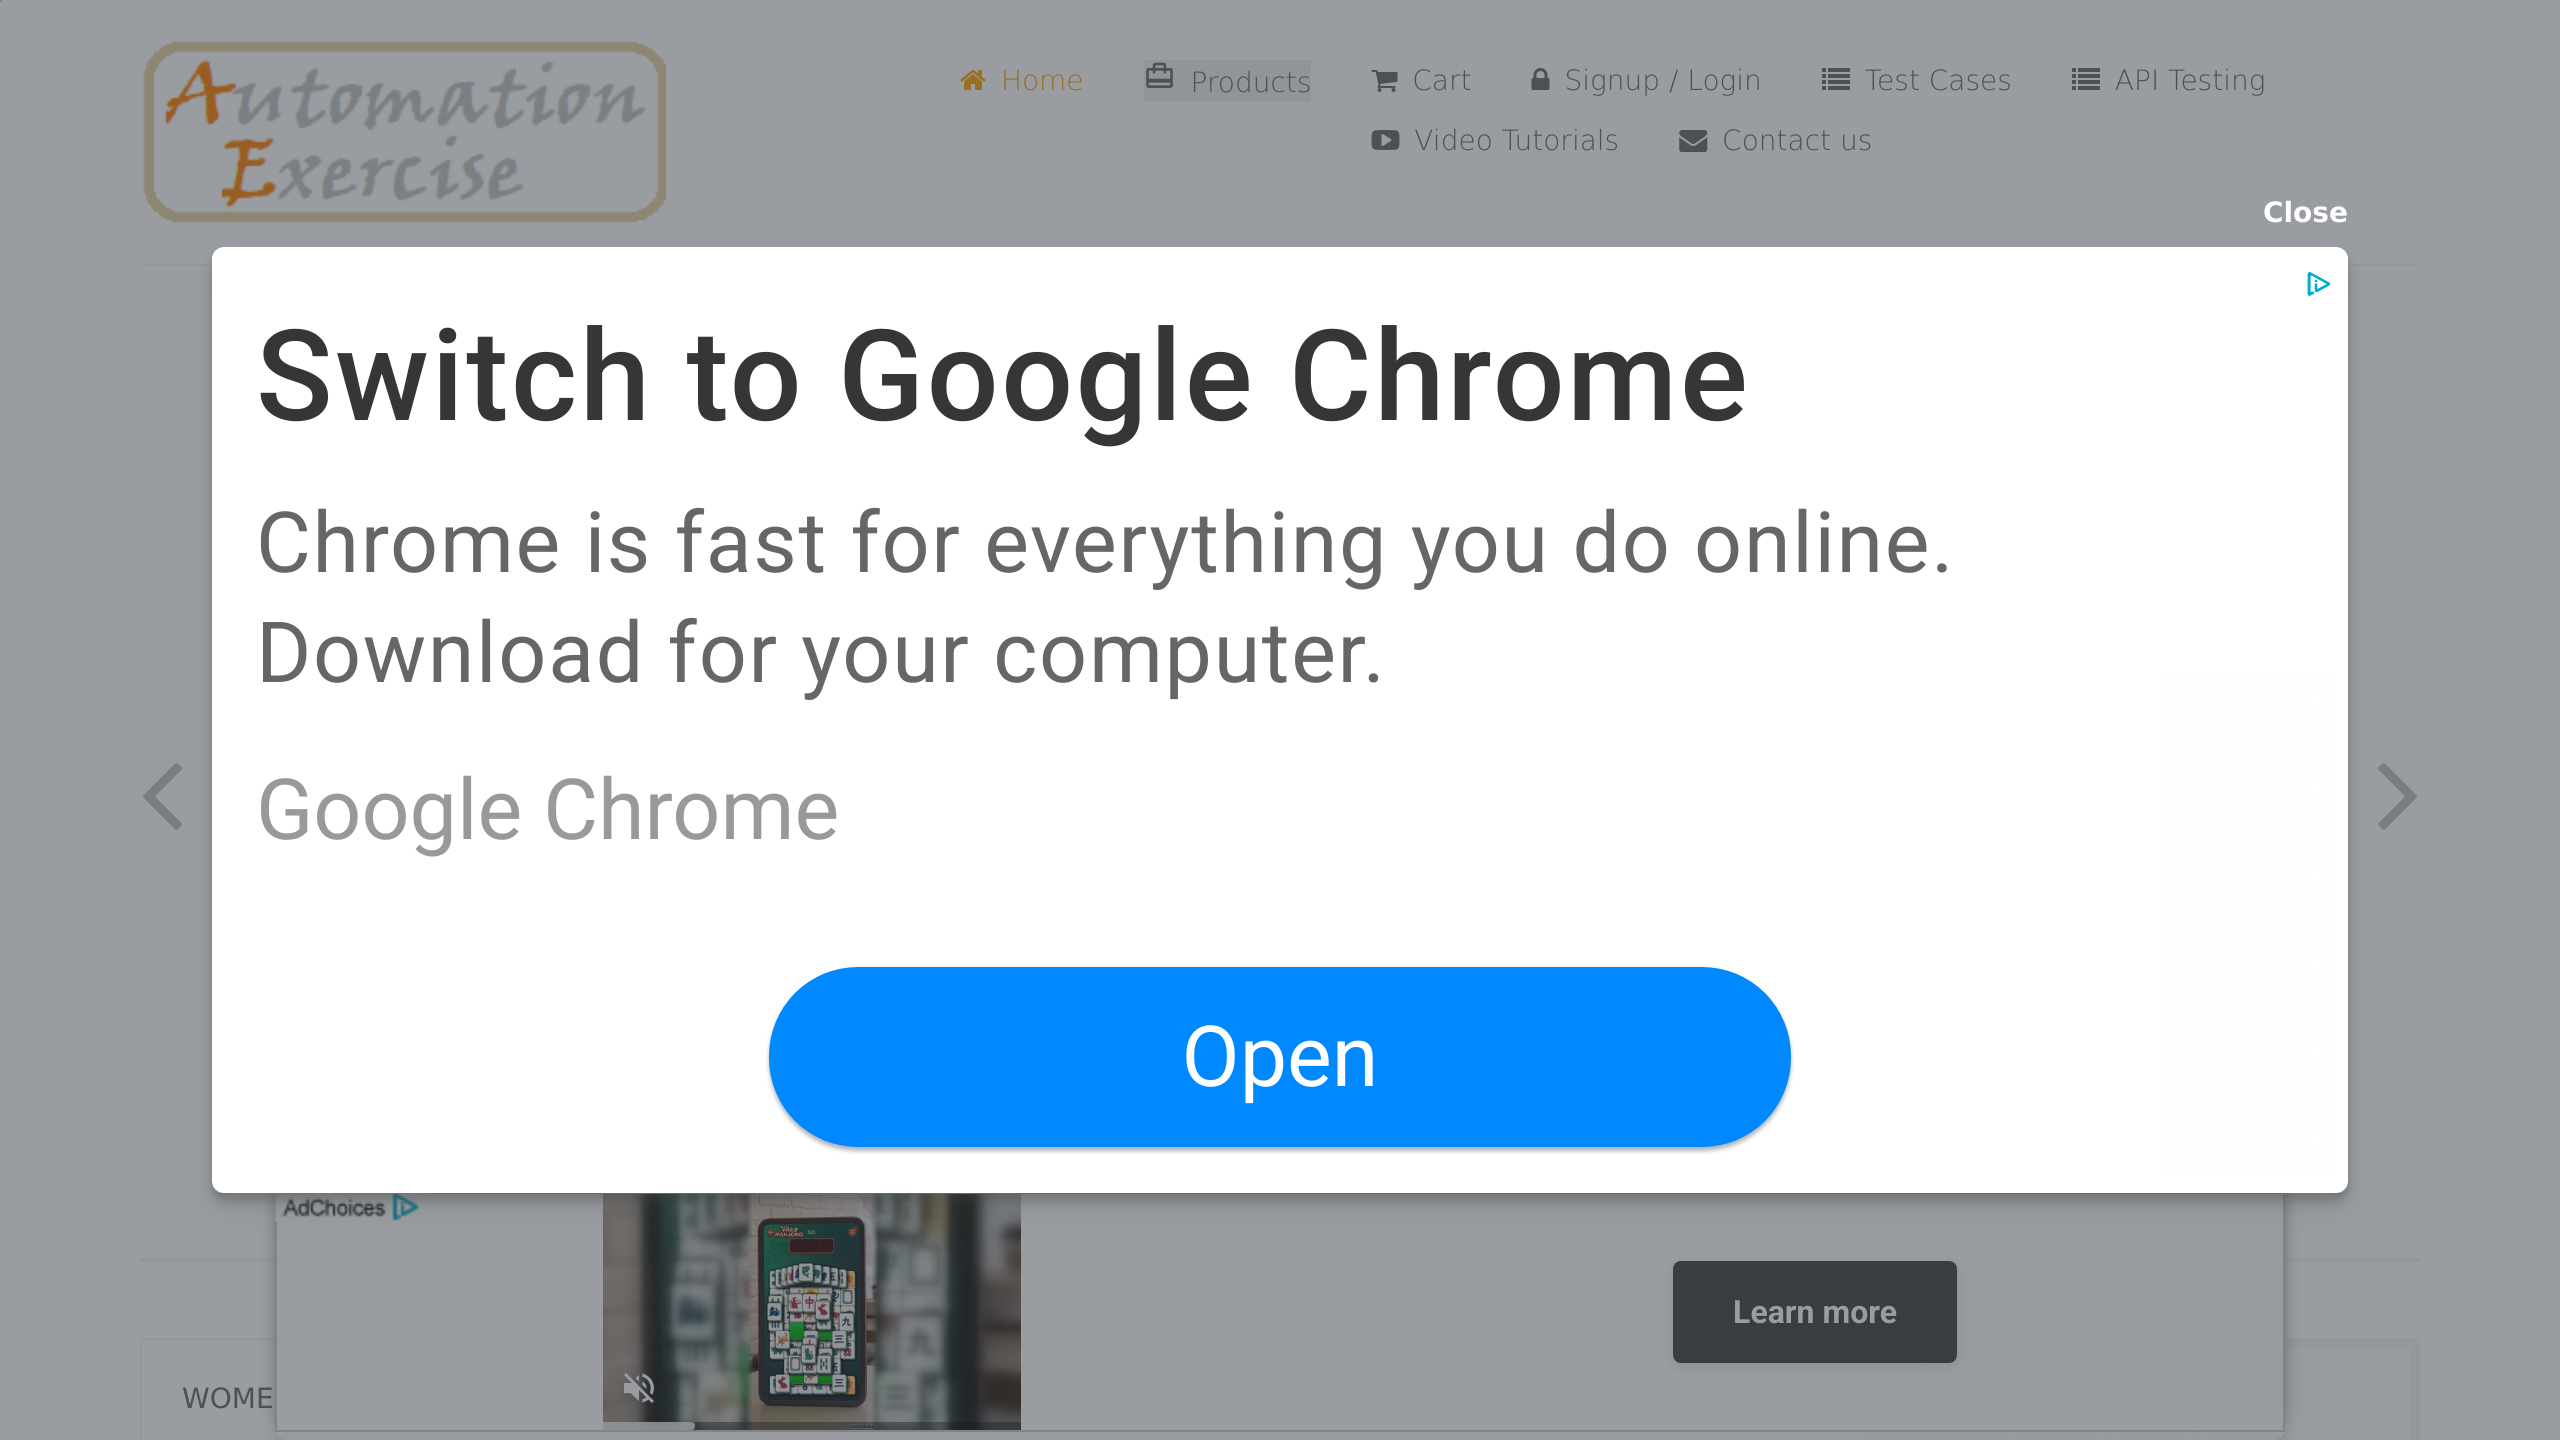 Automation
Exercise
Home
Products
Cart
Signup / Login
Test Cases
API Testing
Video Tutorials
Contact us
Close
Switch to Google Chrome
Chrome is fast for everything you do online.
Download for your computer.
Google Chrome
Open
AdChoices
Learn more
WOME